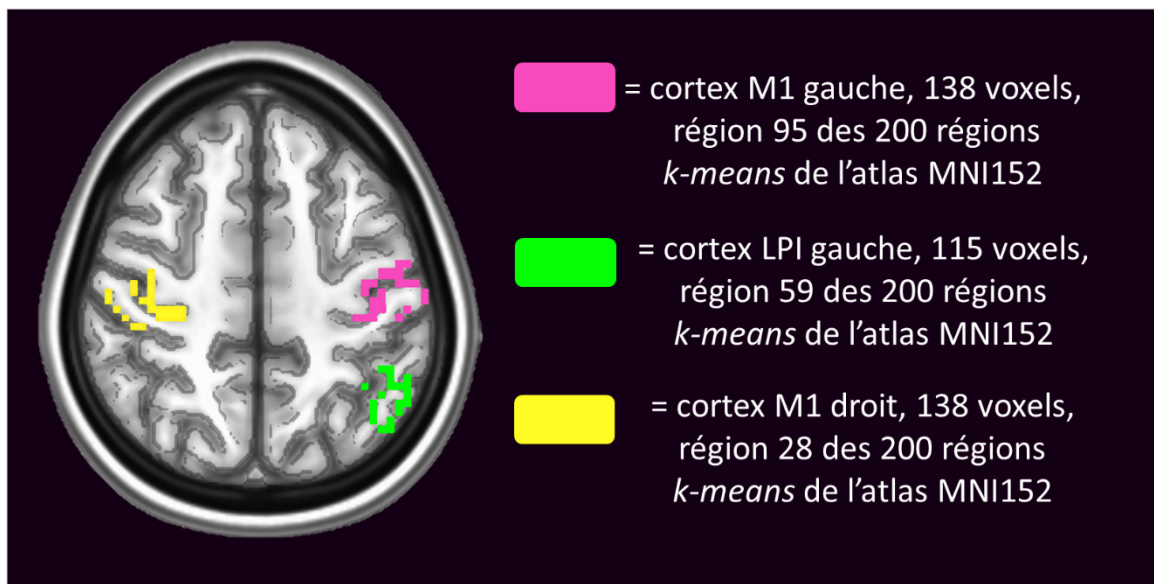 = cortex M1 gauche, 138 voxels,
région 95 des 200 régions
k-means de l’atlas MNI152
= cortex LPI gauche, 115 voxels,
région 59 des 200 régions
k-means de l’atlas MNI152
= cortex M1 droit, 138 voxels,
région 28 des 200 régions
k-means de l’atlas MNI152